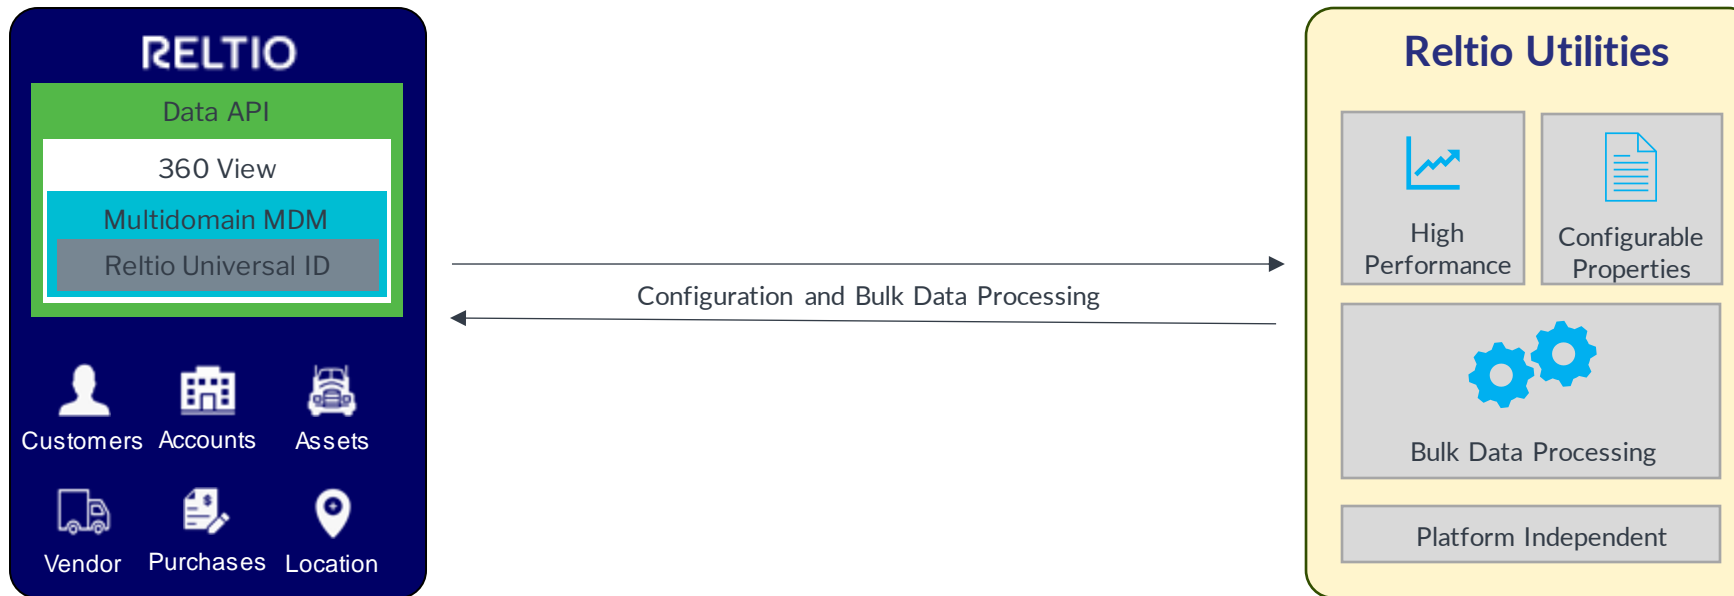 RELTIO
Data API
360 View
Multidomain MDM
Reltio Universal ID
Customers
Accounts
Assets
Vendor
Purchases
Location
Configuration and Bulk Data Processing
Reltio Utilities
High
Performance
Configurable
Properties
Bulk Data Processing
Platform Independent